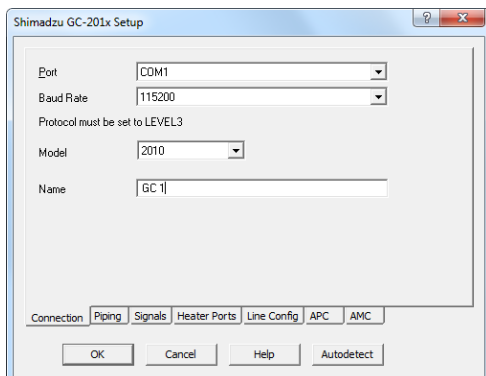 Shimadzu GC-201x Setup
Port COM1
Baud Rate 115200
Protocol must be set to LEVEL3
Model 2010
Name GC 1
Connection Piping Signals Heater Ports Line Config APC AMC
OK Cancel Help Autodetect